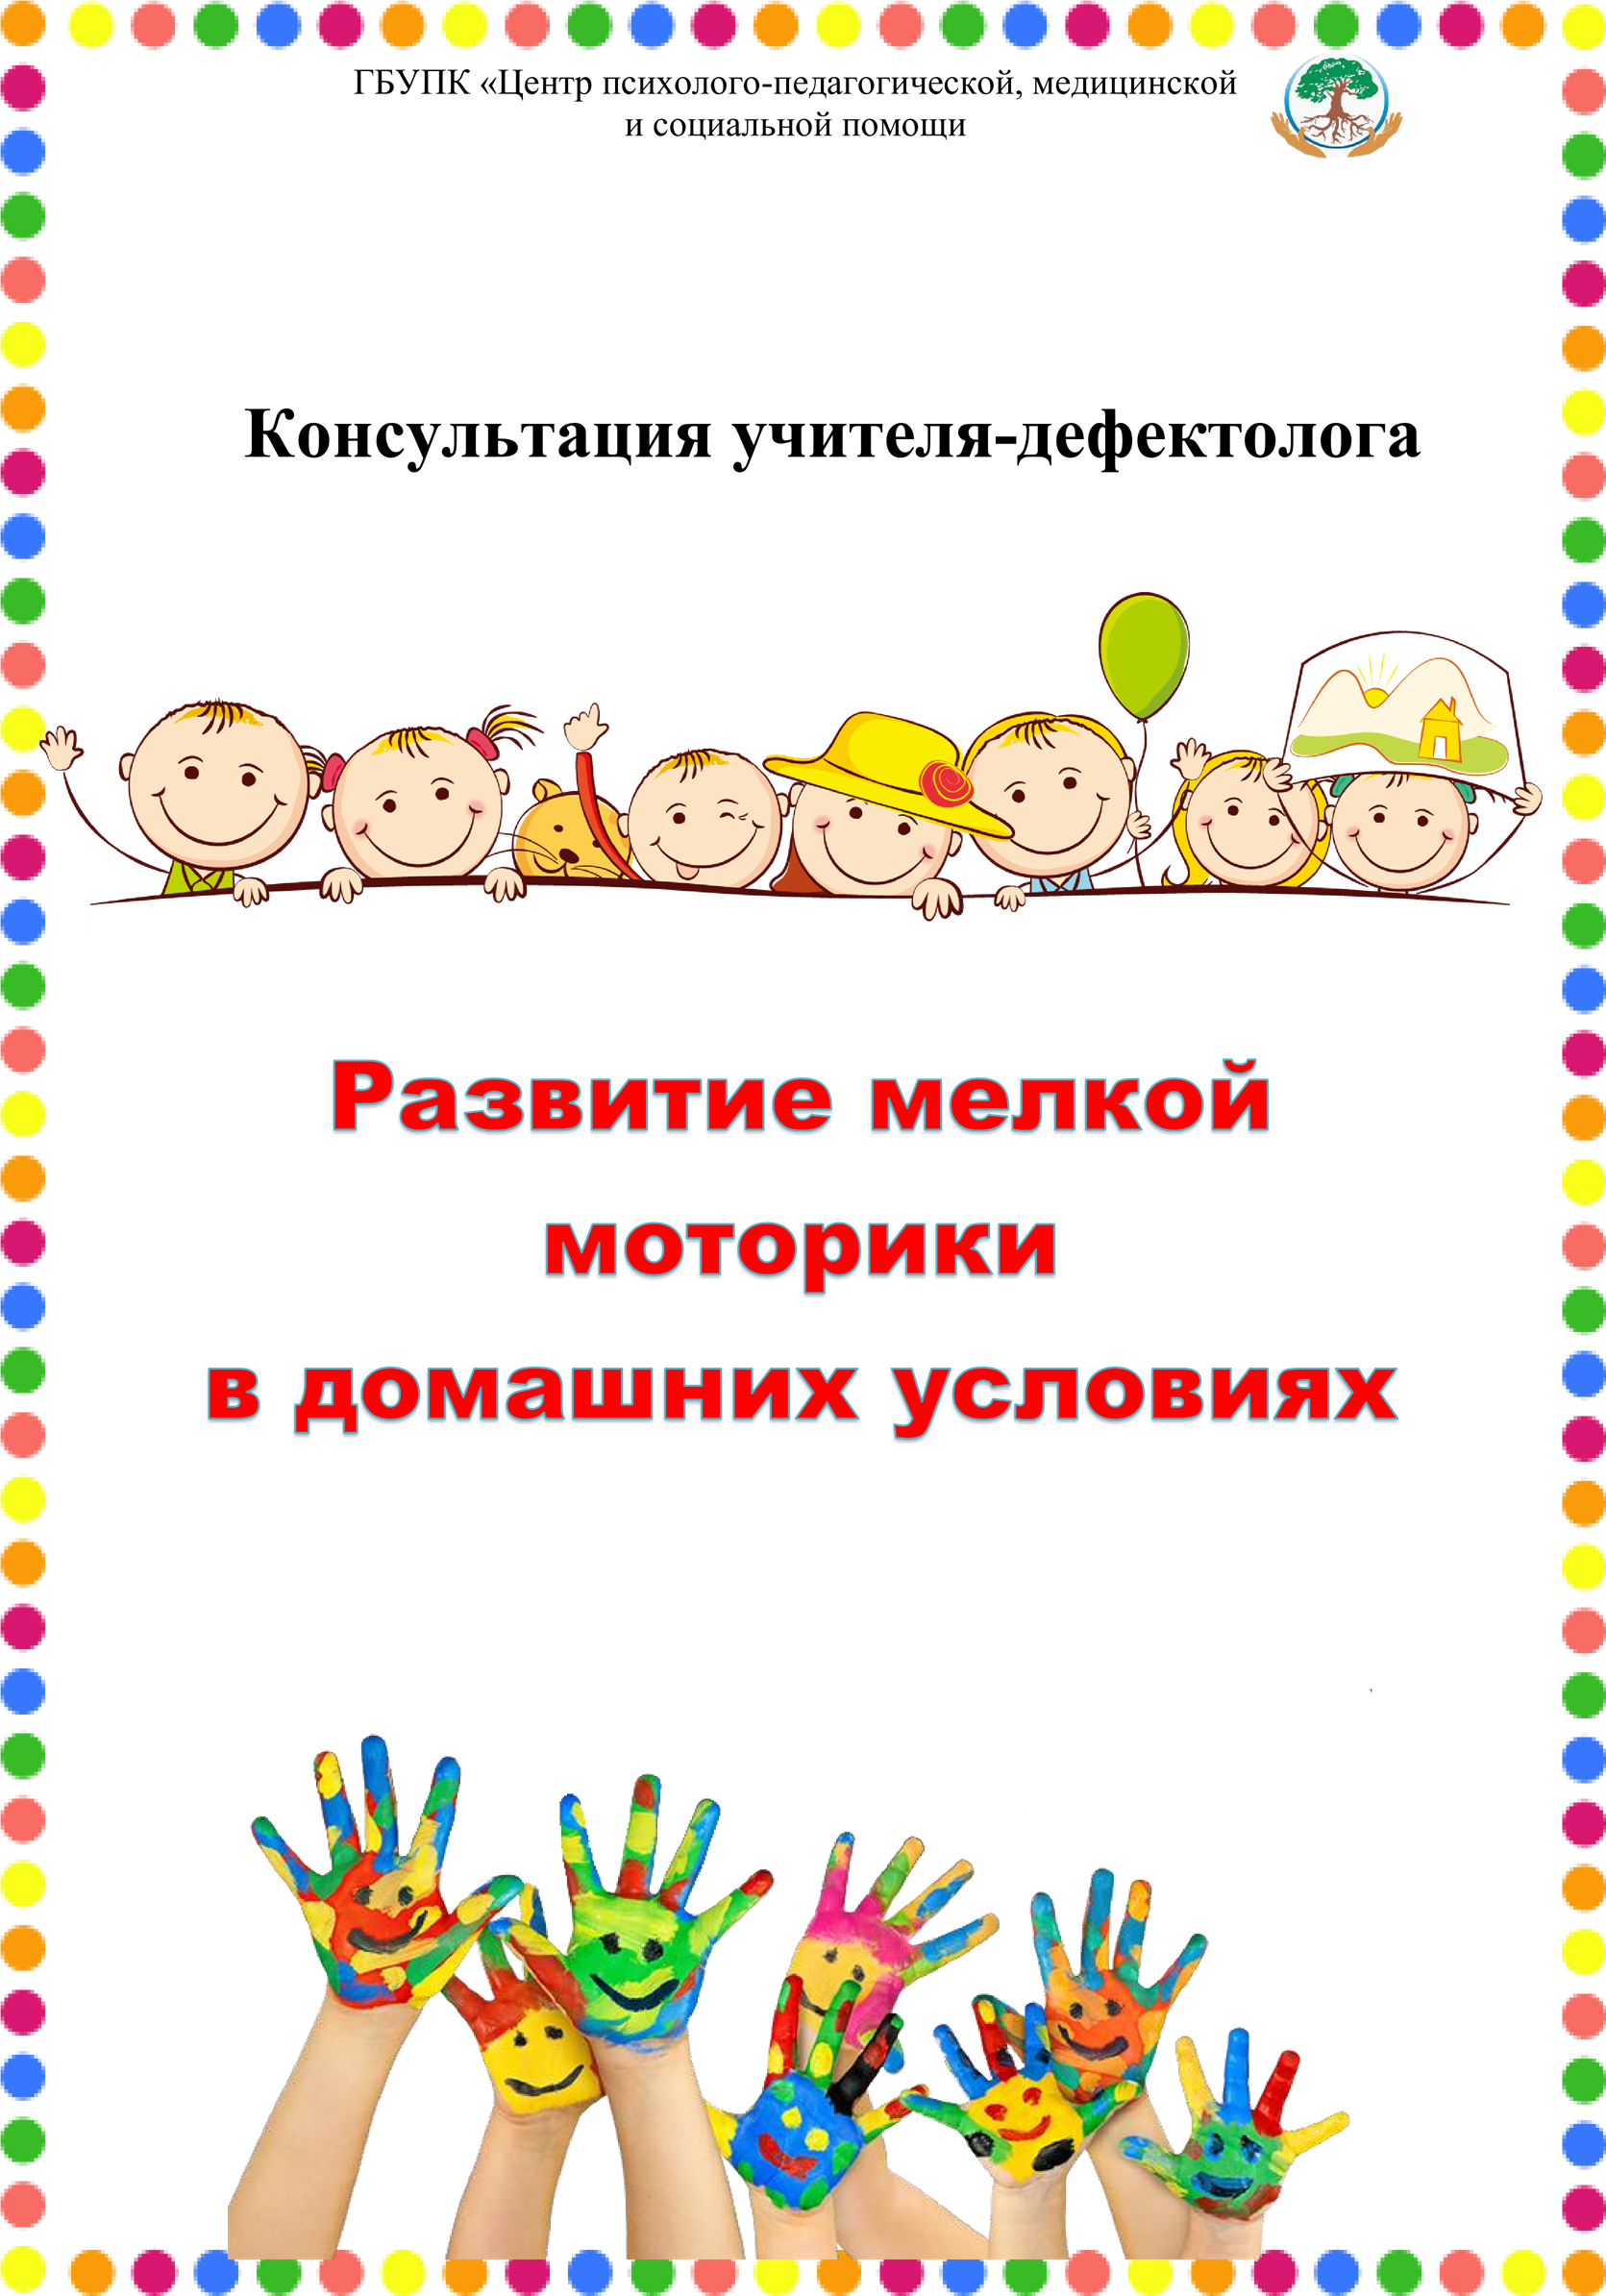 ГБУПК «Центр психолого-педагогической, медицинской
и социальной помощи
Консультация учителя-дефектолога
Развитие мелкой
моторики
в домашних условиях